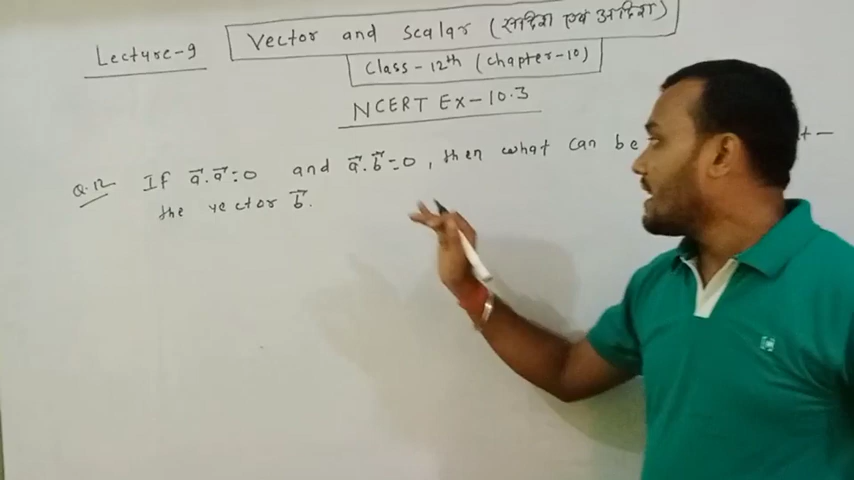 Lecture-9
Vector and Scalar (सदिश एवं अदिश)
Class-12th (Chapter-10)
NCERT Ex-10.3
Q.12 If a⃗.a⃗=0 and a⃗.b⃗=0, then what can be
the vector b⃗.